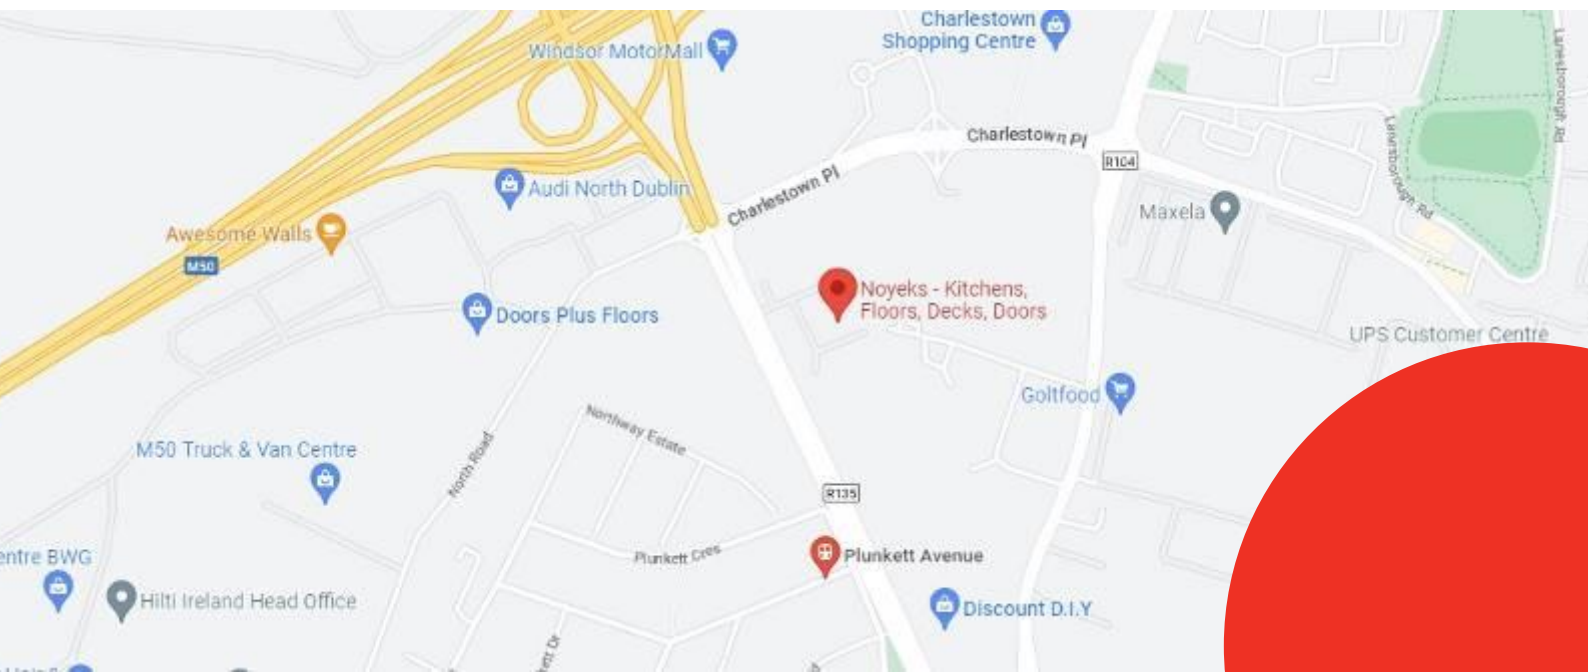 Charlestown
Shopping Centre
Windsor MotorMall
Lanesborough Rd
Charlestown Pl
R104
Lanesborough Rd
Audi North Dublin
Charlestown Pl
Maxela
Awesome Walls
M50
Noyeks - Kitchens,
Floors, Decks, Doors
Doors Plus Floors
UPS Customer Centre
Goltfood
Northway Estate
M50 Truck & Van Centre
North Road
R135
Plunkett Cres
Plunkett Avenue
entre BWG
Hilti Ireland Head Office
Discount D.I.Y
kett Dr